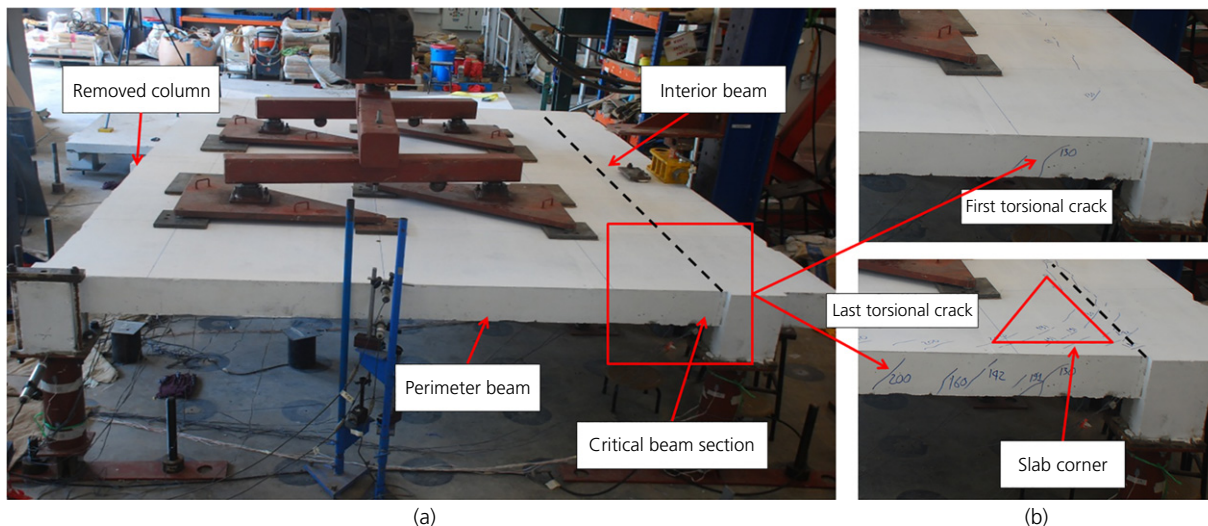 Removed column
Interior beam
Perimeter beam
Critical beam section
(a)
130
First torsional crack
Last torsional crack
200
160
142
130
Slab corner
(b)